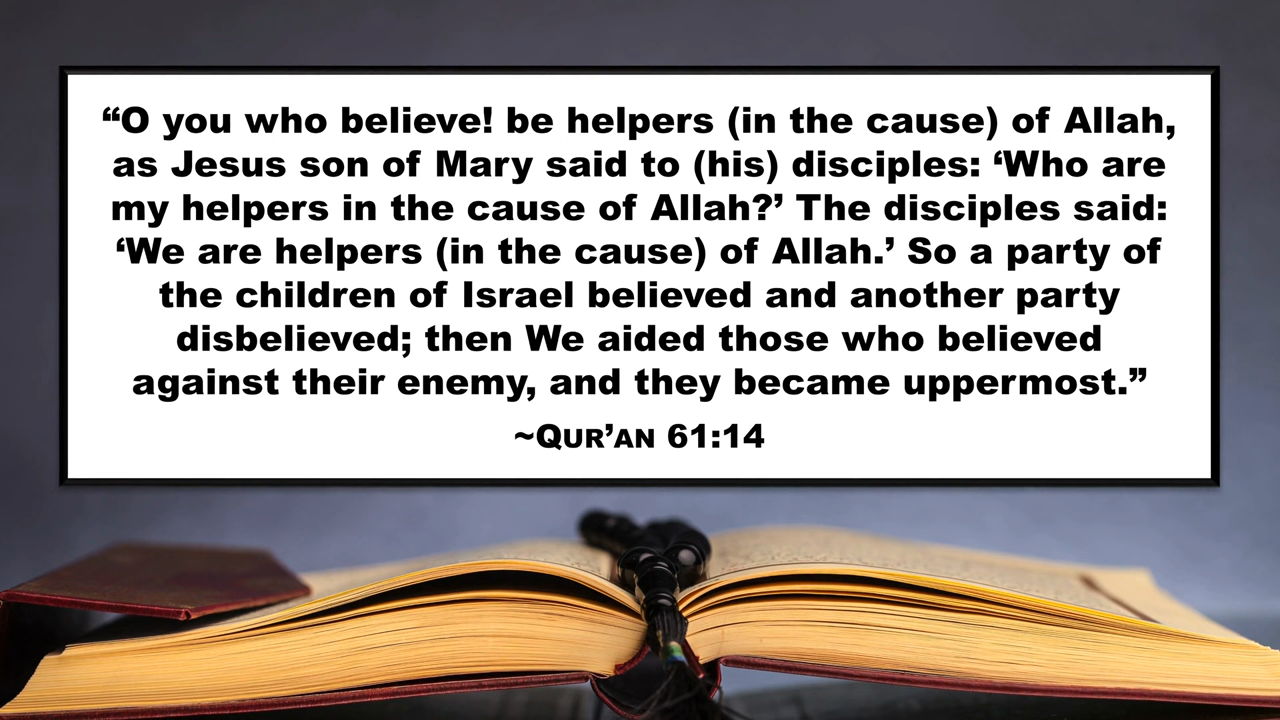 “O you who believe! be helpers (in the cause) of Allah,
as Jesus son of Mary said to (his) disciples: ‘Who are
my helpers in the cause of Allah?’ The disciples said:
‘We are helpers (in the cause) of Allah.’ So a party of
the children of Israel believed and another party
disbelieved; then We aided those who believed
against their enemy, and they became uppermost.”
~QUR’AN 61:14